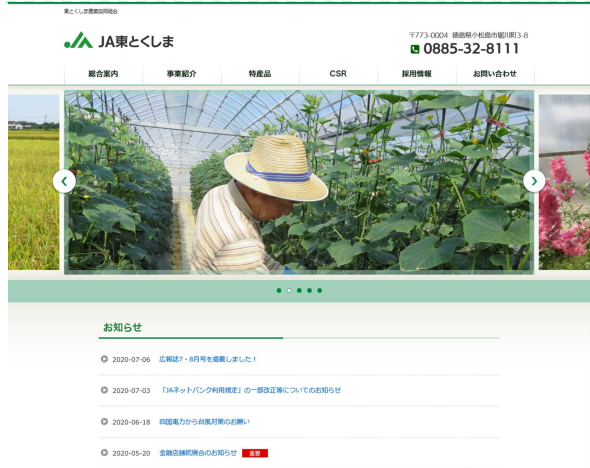 東とくしま農業協同組合
JA東とくしま
〒773-0004 徳島県小松島市堀川町3-8
0885-32-8111
総合案内 事業紹介 特産品 CSR 採用情報 お問い合わせ
お知らせ
2020-07-06 広報誌7・8月号を掲載しました！
2020-07-03 「JAネットバンク利用規定」の一部改正等についてのお知らせ
2020-06-18 四国電力から台風対策のお願い
2020-05-20 金融店舗統廃合のお知らせ 重要